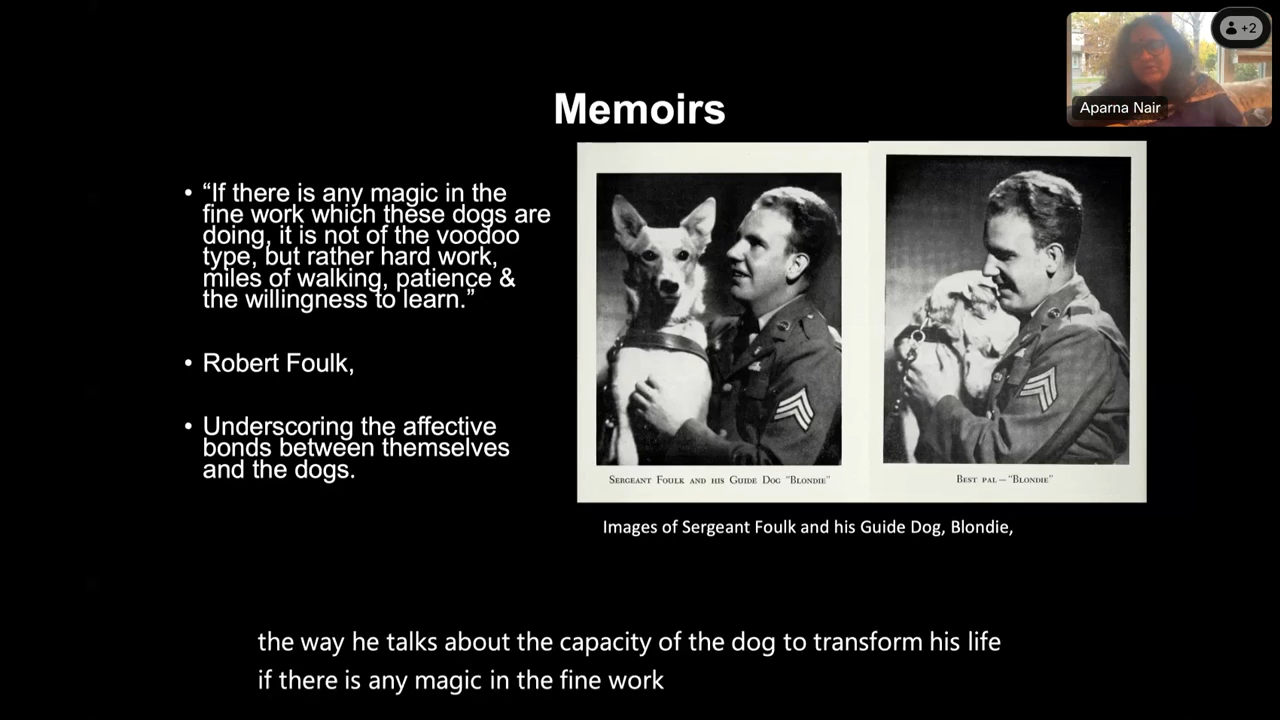 +2
Aparna Nair
Memoirs
• “If there is any magic in the
fine work which these dogs are
doing, it is not of the voodoo
type, but rather hard work,
miles of walking, patience &
the willingness to learn.”
• Robert Foulk,
• Underscoring the affective
bonds between themselves
and the dogs.
Sergeant Foulk and his Guide Dog "Blondie"
Best pal — "Blondie"
Images of Sergeant Foulk and his Guide Dog, Blondie,
the way he talks about the capacity of the dog to transform his life
if there is any magic in the fine work